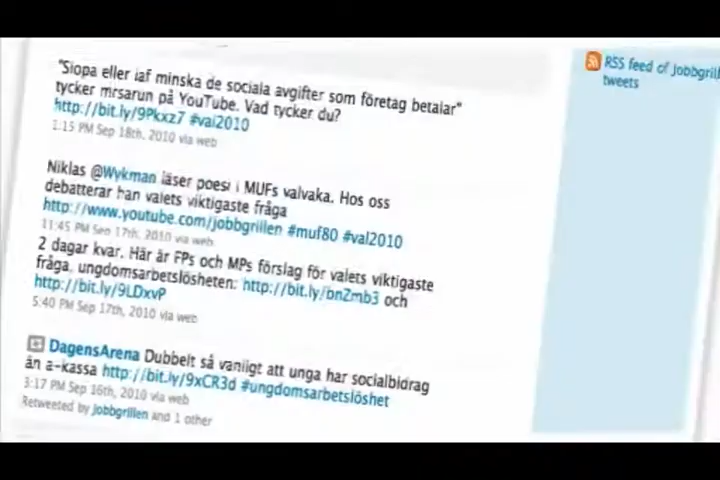 "Slopa eller iaf minska de sociala avgifter som företag betalar"
tycker mrsarun på YouTube. Vad tycker du?
http://bit.ly/9Pkxz7 #val2010
1:15 PM Sep 18th, 2010 via web
Niklas @Wykman läser poesi i MUFs valvaka. Hos oss
debatterar han valets viktigaste fråga
http://www.youtube.com/jobbgrillen #muf80 #val2010
11:45 PM Sep 17th, 2010 via web
2 dagar kvar. Här är FPs och MPs förslag för valets viktigaste
fråga, ungdomsarbetslösheten: http://bit.ly/bnZmb3 och
http://bit.ly/9LDxvP
5:40 PM Sep 17th, 2010 via web
DagensArena Dubbelt så vanligt att unga har socialbidrag
än a-kassa http://bit.ly/9xCR3d #ungdomsarbetslöshet
3:17 PM Sep 16th, 2010 via web
Retweeted by Jobbgrillen and 1 other
RSS feed of Jobbgrill
tweets